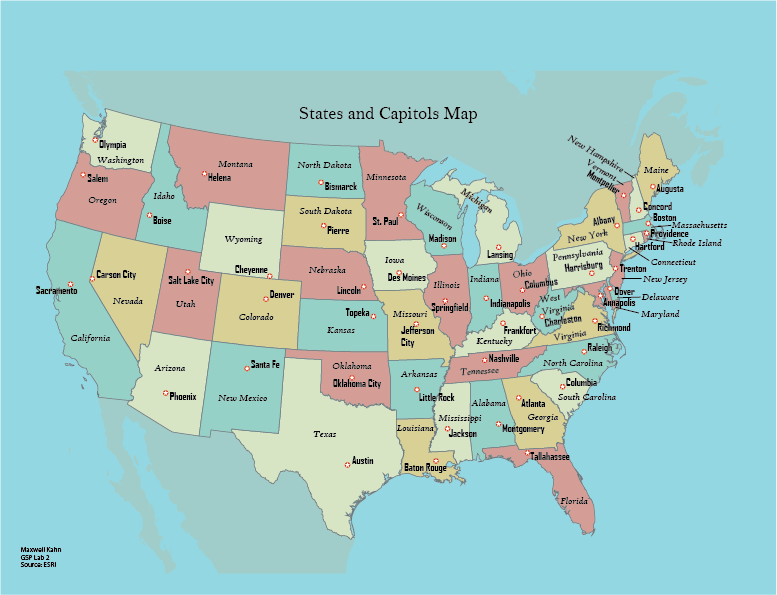 States and Capitols Map
Olympia
Washington
Salem
Oregon
Idaho
Boise
Montana
Helena
North Dakota
Bismarck
South Dakota
Pierre
Minnesota
St. Paul
Wisconsin
Madison
Michigan
Lansing
New Hampshire
Vermont
Montpelier
Maine
Augusta
Concord
Boston
Massachusetts
Providence
Rhode Island
Hartford
Connecticut
Albany
New York
Pennsylvania
Harrisburg
Trenton
New Jersey
Dover
Delaware
Annapolis
Maryland
Wyoming
Cheyenne
Nebraska
Lincoln
Iowa
Des Moines
Illinois
Springfield
Indiana
Indianapolis
Ohio
Columbus
West
Virginia
Charleston
Richmond
Virginia
Sacramento
California
Carson City
Nevada
Salt Lake City
Utah
Denver
Colorado
Topeka
Kansas
Missouri
Jefferson
City
Frankfort
Kentucky
Raleigh
North Carolina
Nashville
Tennessee
Columbia
South Carolina
Arizona
Phoenix
Santa Fe
New Mexico
Oklahoma
Oklahoma City
Arkansas
Little Rock
Mississippi
Jackson
Alabama
Montgomery
Atlanta
Georgia
Texas
Austin
Louisiana
Baton Rouge
Tallahassee
Florida
Maxwell Kahn
GSP Lab 2
Source: ESRI